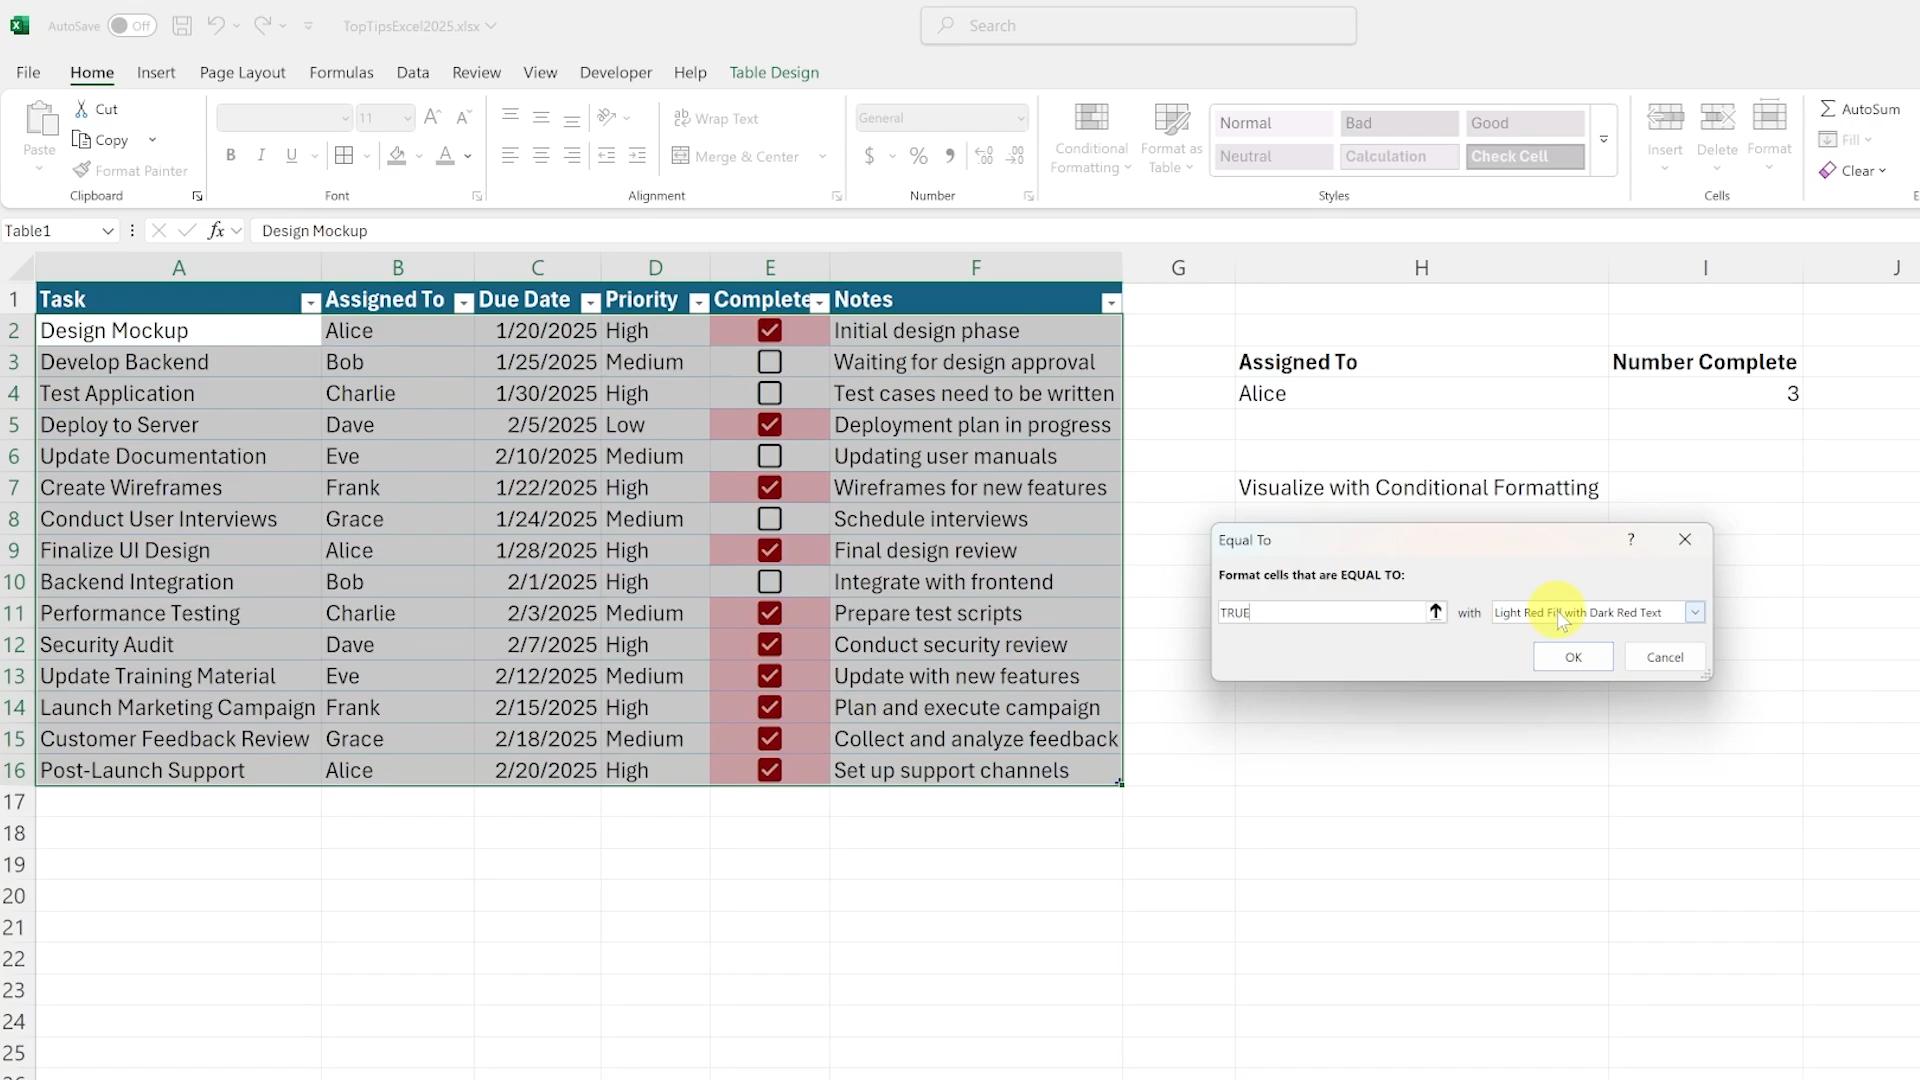 AutoSave Off TopTipsExcel2025.xlsx Search
File Home Insert Page Layout Formulas Data Review View Developer Help Table Design
Paste
Cut
Copy
Format Painter
Clipboard
11
B I U
Font
Wrap Text
Merge & Center
Alignment
General
$ %
Number
Conditional Formatting
Format as Table
Normal Bad Good
Neutral Calculation Check Cell
Styles
Insert Delete Format
Cells
AutoSum
Fill
Clear
Table1 fx Design Mockup
A B C D E F G H I J
1 Task Assigned To Due Date Priority Complete Notes
2 Design Mockup Alice 1/20/2025 High Initial design phase
3 Develop Backend Bob 1/25/2025 Medium Waiting for design approval Assigned To Number Complete
4 Test Application Charlie 1/30/2025 High Test cases need to be written Alice 3
5 Deploy to Server Dave 2/5/2025 Low Deployment plan in progress
6 Update Documentation Eve 2/10/2025 Medium Updating user manuals
7 Create Wireframes Frank 1/22/2025 High Wireframes for new features Visualize with Conditional Formatting
8 Conduct User Interviews Grace 1/24/2025 Medium Schedule interviews
9 Finalize UI Design Alice 1/28/2025 High Final design review
10 Backend Integration Bob 2/1/2025 High Integrate with frontend
11 Performance Testing Charlie 2/3/2025 Medium Prepare test scripts
12 Security Audit Dave 2/7/2025 High Conduct security review
13 Update Training Material Eve 2/12/2025 Medium Update with new features
14 Launch Marketing Campaign Frank 2/15/2025 High Plan and execute campaign
15 Customer Feedback Review Grace 2/18/2025 Medium Collect and analyze feedback
16 Post-Launch Support Alice 2/20/2025 High Set up support channels
17
18
19
20
21
22
23
24
25
Equal To ?
Format cells that are EQUAL TO:
TRUE with Light Red Fill with Dark Red Text
OK Cancel